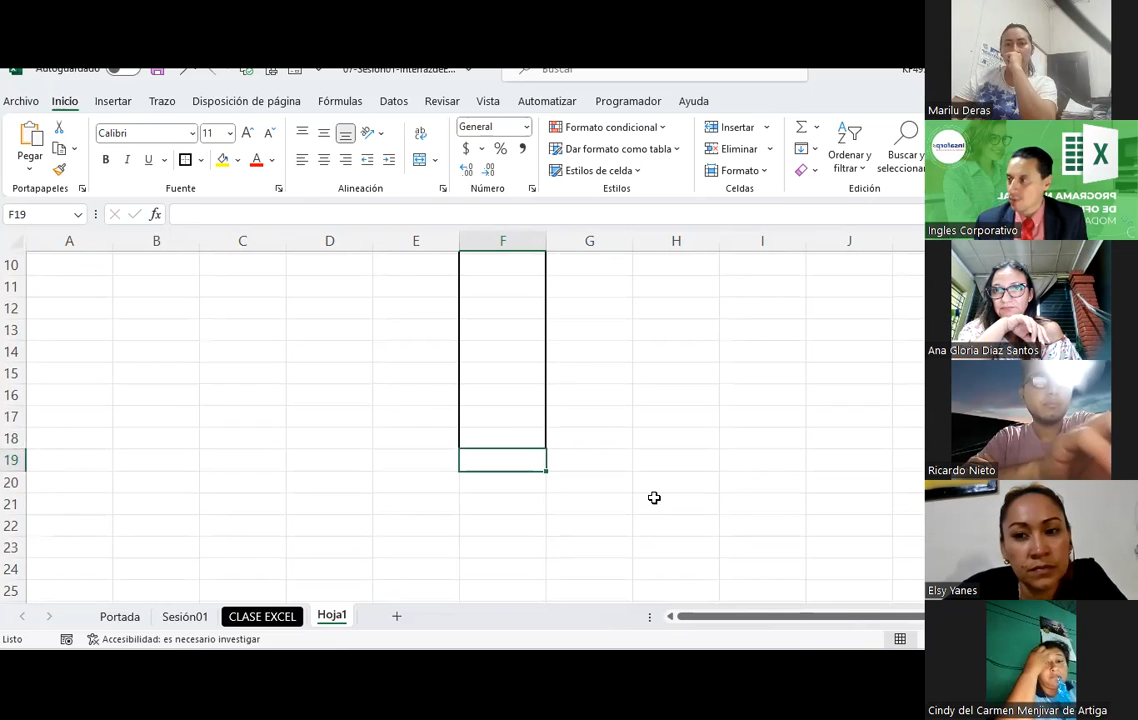 Autoguardado
07-Sesión01-InterfazdeE...
Buscar
Archivo Inicio Insertar Trazo Disposición de página Fórmulas Datos Revisar Vista Automatizar Programador Ayuda
Pegar
Portapapeles
Calibri 11
N K S
Fuente
Alineación
General
$ % ,
Número
Formato condicional
Dar formato como tabla
Estilos de celda
Estilos
Insertar
Eliminar
Formato
Celdas
Ordenar y
filtrar
Buscar y
seleccionar
Edición
F19
fx
A B C D E F G H I J
10
11
12
13
14
15
16
17
18
19
20
21
22
23
24
25
Portada Sesión01 CLASE EXCEL Hoja1 +
Listo
Accesibilidad: es necesario investigar
Marilu Deras
Ingles Corporativo
Ana Gloria Diaz Santos
Ricardo Nieto
Elsy Yanes
Cindy del Carmen Menjivar de Artiga